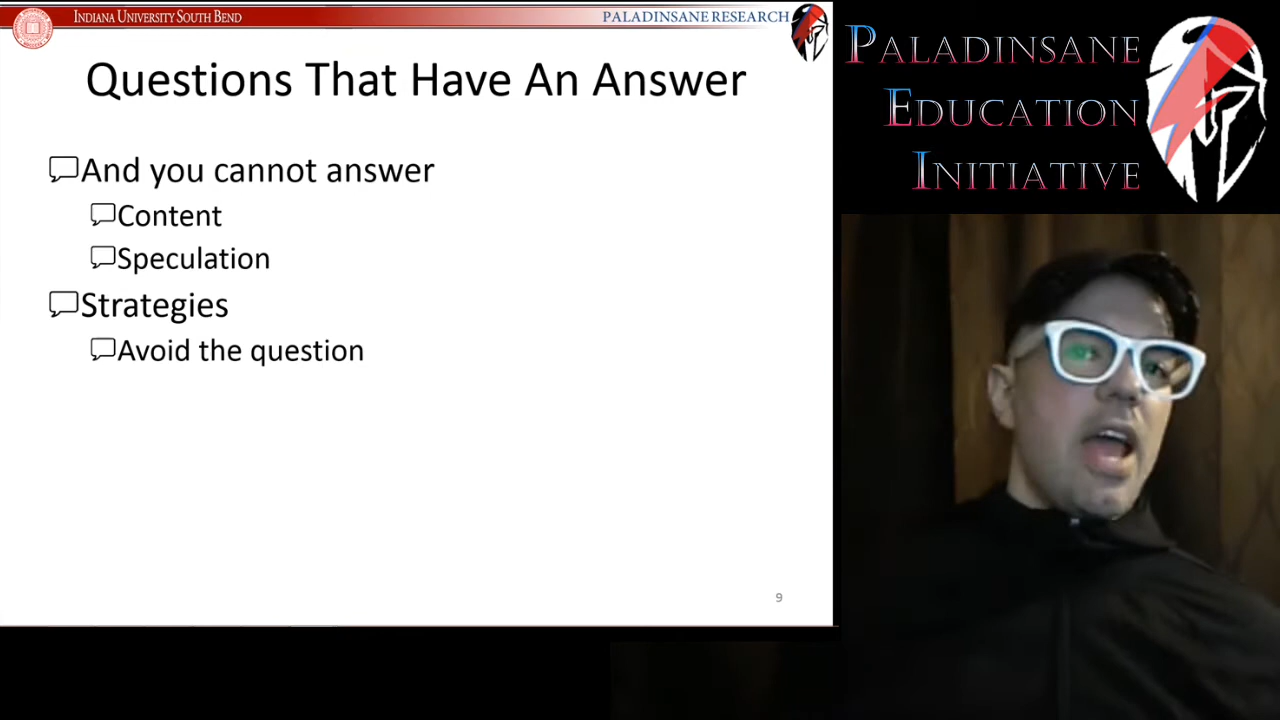 INDIANA UNIVERSITY SOUTH BEND
PALADINSANE RESEARCH
Questions That Have An Answer
And you cannot answer
Content
Speculation
Strategies
Avoid the question
9
PALADINSANE
EDUCATION
INITIATIVE